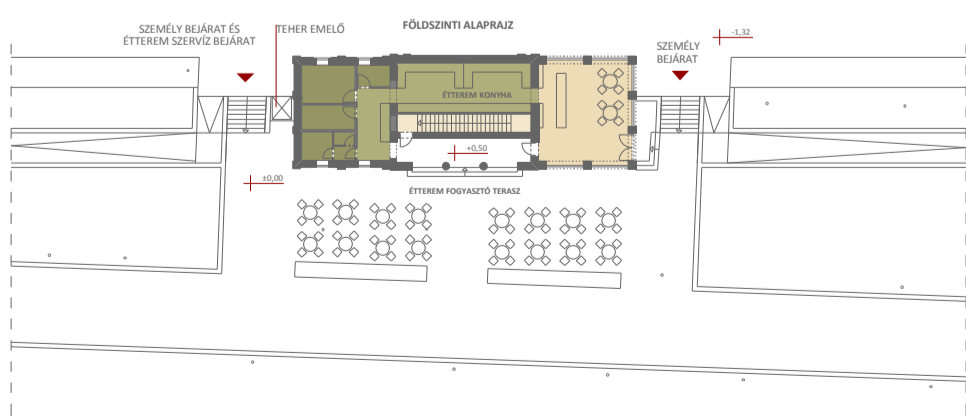 FÖLDSZINTI ALAPRAJZ
SZEMÉLY BEJÁRAT ÉS
ÉTTEREM SZERVÍZ BEJÁRAT
TEHER EMELŐ
-1,32
SZEMÉLY
BEJÁRAT
ÉTTEREM KONYHA
+0,50
±0,00
ÉTTEREM FOGYASZTÓ TERASZ